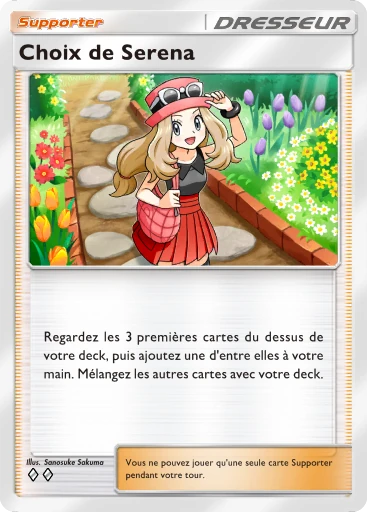 Supporter
DRESSEUR
Choix de Serena
Regardez les 3 premières cartes du dessus de
votre deck, puis ajoutez une d'entre elles à votre
main. Mélangez les autres cartes avec votre deck.
Illus. Sanosuke Sakuma
Vous ne pouvez jouer qu'une seule carte Supporter
pendant votre tour.